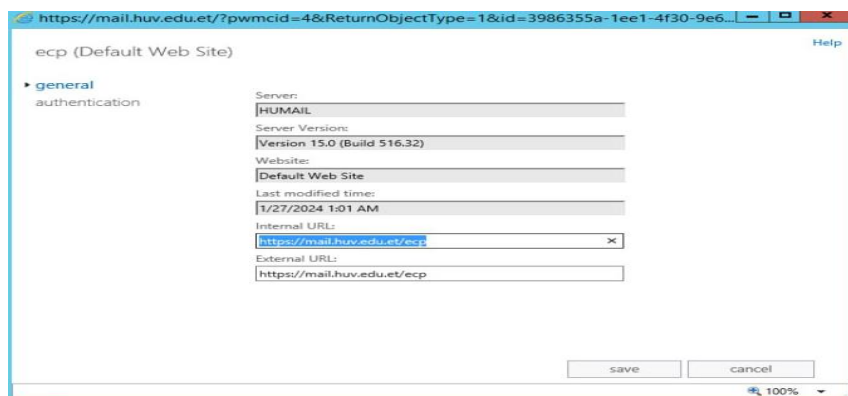 https://mail.huv.edu.et/?pwmcid=4&ReturnObjectType=1&id=3986355a-1ee1-4f30-9e6...
Help
ecp (Default Web Site)
general
authentication
Server:
HUMAIL
Server Version:
Version 15.0 (Build 516.32)
Website:
Default Web Site
Last modified time:
1/27/2024 1:01 AM
Internal URL:
https://mail.huv.edu.et/ecp
External URL:
https://mail.huv.edu.et/ecp
save cancel
100%